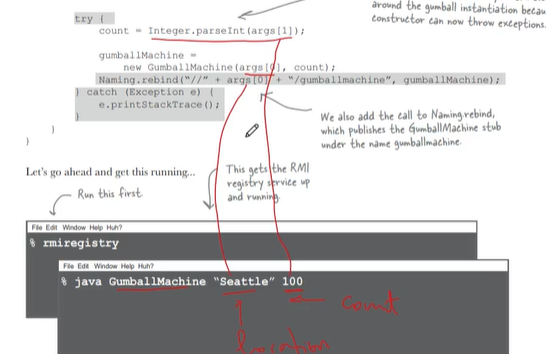 around the gumball instantiation becau
constructor can now throw exceptions.
try {
count = Integer.parseInt(args[1]);
gumballMachine =
new GumballMachine(args[0], count);
Naming.rebind("//" + args[0] + "/gumballmachine", gumballMachine);
} catch (Exception e) {
e.printStackTrace();
}
}
}
We also add the call to Naming.rebind,
which publishes the GumballMachine stub
under the name gumballmachine.
Let's go ahead and get this running...
This gets the RMI
registry service up
and running.
Run this first.
File Edit Window Help Huh?
% rmiregistry
File Edit Window Help Huh?
% java GumballMachine "Seattle" 100
count
location